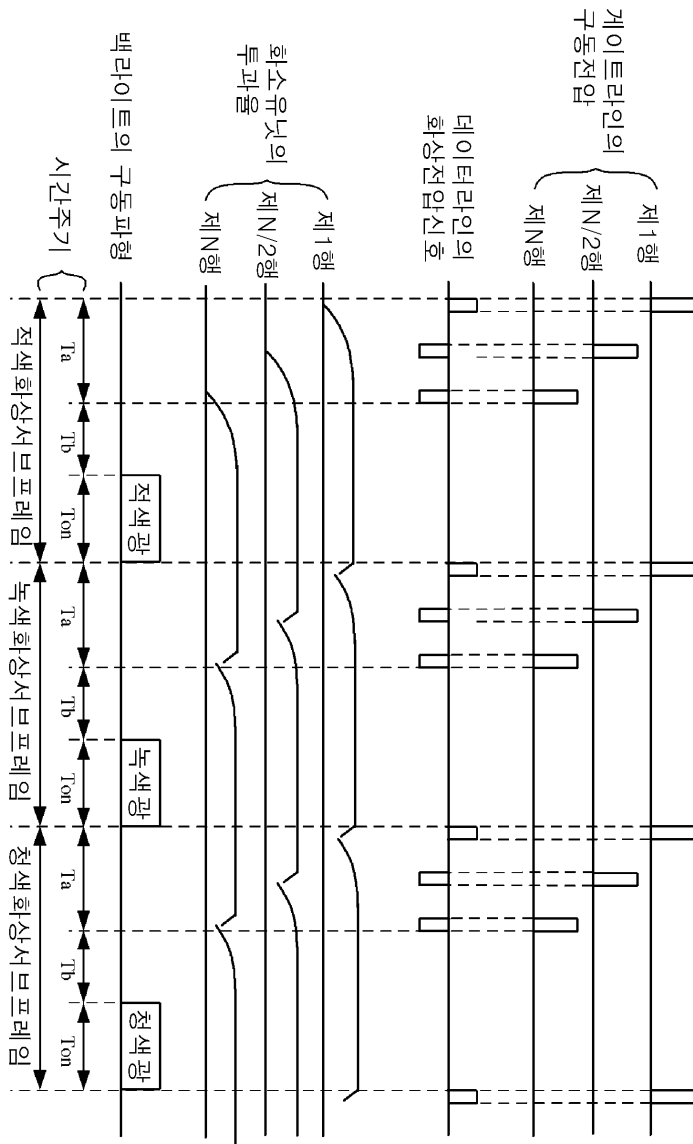 게이트라인의
구동전압
제1행
제N/2행
제N행
데이터라인의
화상전압신호
화소유닛의
투과율
제1행
제N/2행
제N행
백라이트의 구동파형
적색광
녹색광
청색광
시간주기
Ta
Tb
Ton
Ta
Tb
Ton
Ta
Tb
Ton
적색화상서브프레임
녹색화상서브프레임
청색화상서브프레임